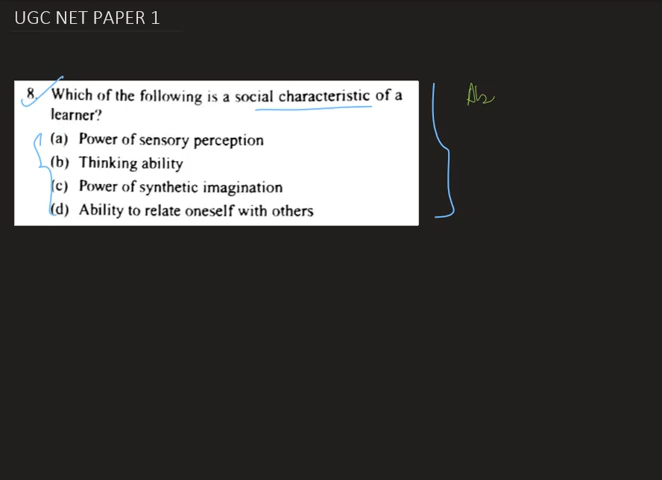 UGC NET PAPER 1
8. Which of the following is a social characteristic of a
learner?
(a) Power of sensory perception
(b) Thinking ability
(c) Power of synthetic imagination
(d) Ability to relate oneself with others